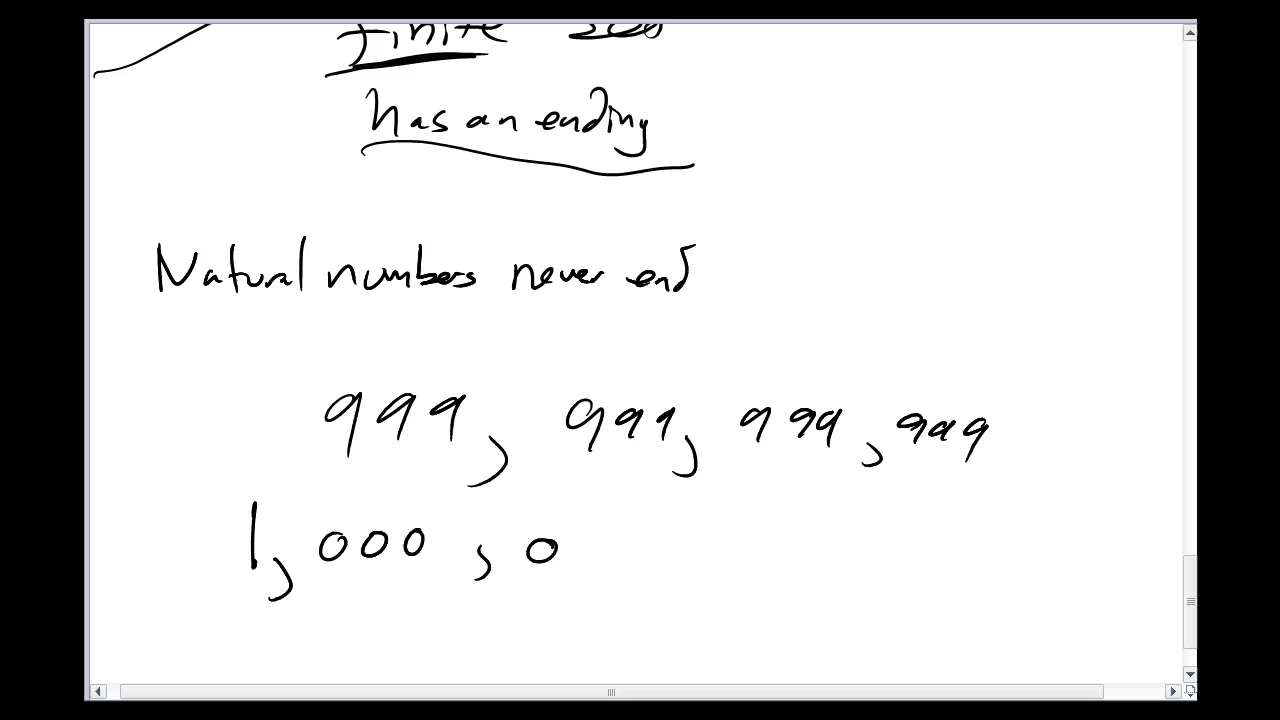 finite
has an ending
Natural numbers never end
999, 999, 999, 999
1, 000, 0